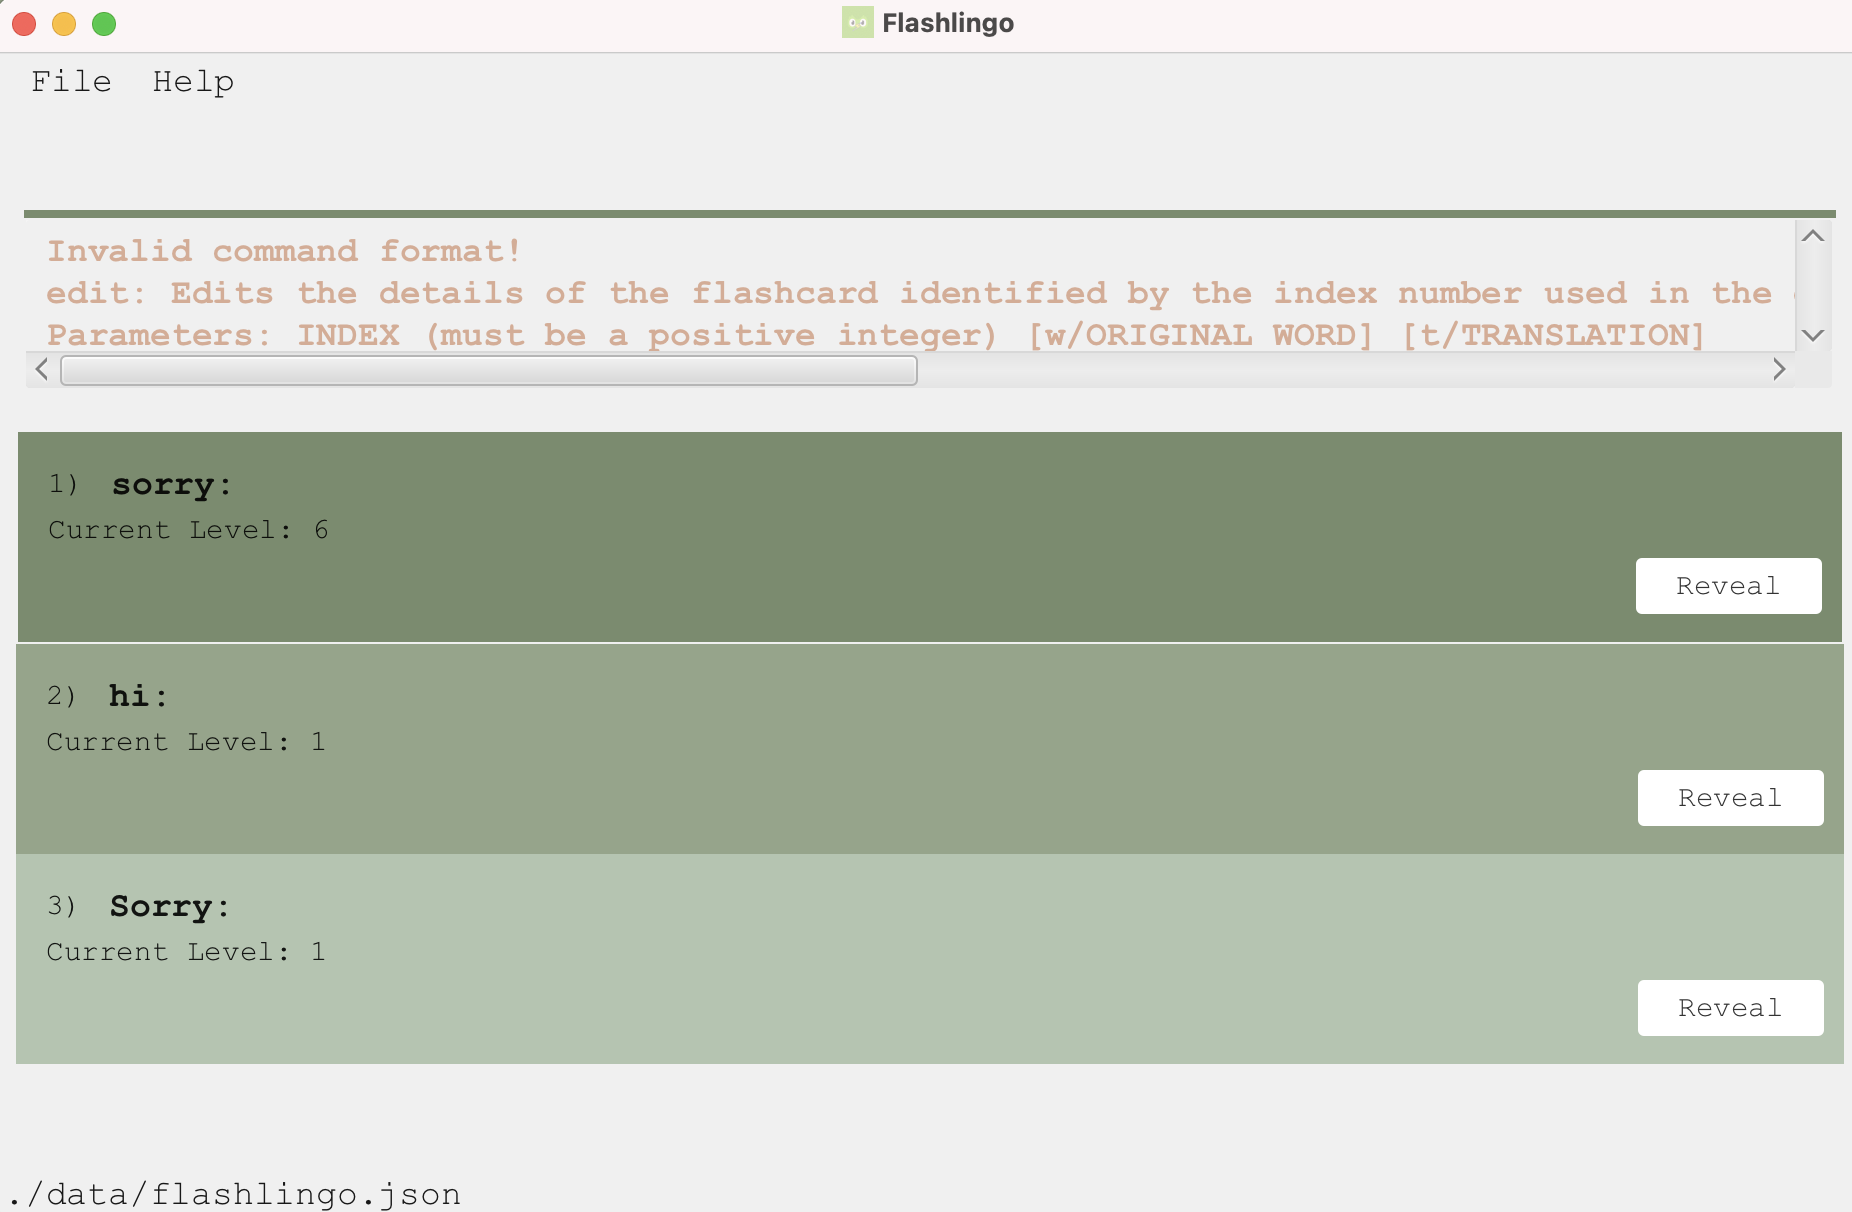 Flashlingo
File Help
Invalid command format!
edit: Edits the details of the flashcard identified by the index number used in the
Parameters: INDEX (must be a positive integer) [w/ORIGINAL WORD] [t/TRANSLATION]
1) sorry:
Current Level: 6
Reveal
2) hi:
Current Level: 1
Reveal
3) Sorry:
Current Level: 1
Reveal
./data/flashlingo.json